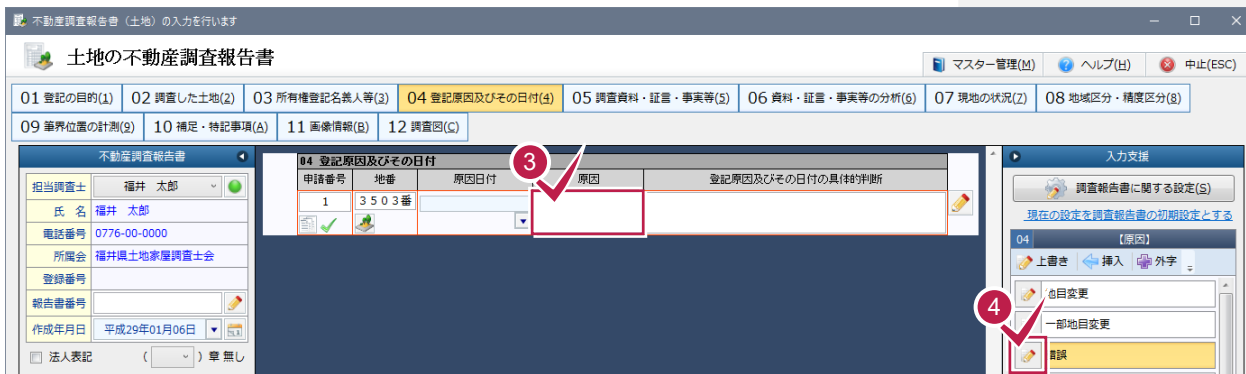 不動産調査報告書（土地）の入力を行います
土地の不動産調査報告書
マスター管理(M) ヘルプ(H) 中止(ESC)
01 登記の目的(1) 02 調査した土地(2) 03 所有権登記名義人等(3) 04 登記原因及びその日付(4) 05 調査資料・証言・事実等(5) 06 資料・証言・事実等の分析(6) 07 現地の状況(7) 08 地域区分・精度区分(8)
09 筆界位置の計測(9) 10 補足・特記事項(A) 11 画像情報(B) 12 調査図(C)
不動産調査報告書
担当調査士 福井 太郎
氏 名 福井 太郎
電話番号 0776-00-0000
所属会 福井県土地家屋調査士会
登録番号
報告書番号
作成年月日 平成29年01月06日
法人表記 ( ) 章 無し
04 登記原因及びその日付
申請番号 地番 原因日付 原因 登記原因及びその日付の具体的判断
1 3503番
3
入力支援
調査報告書に関する設定(S)
現在の設定を調査報告書の初期設定とする
04 【原因】
上書き 挿入 外字
地目変更
一部地目変更
錯誤
4